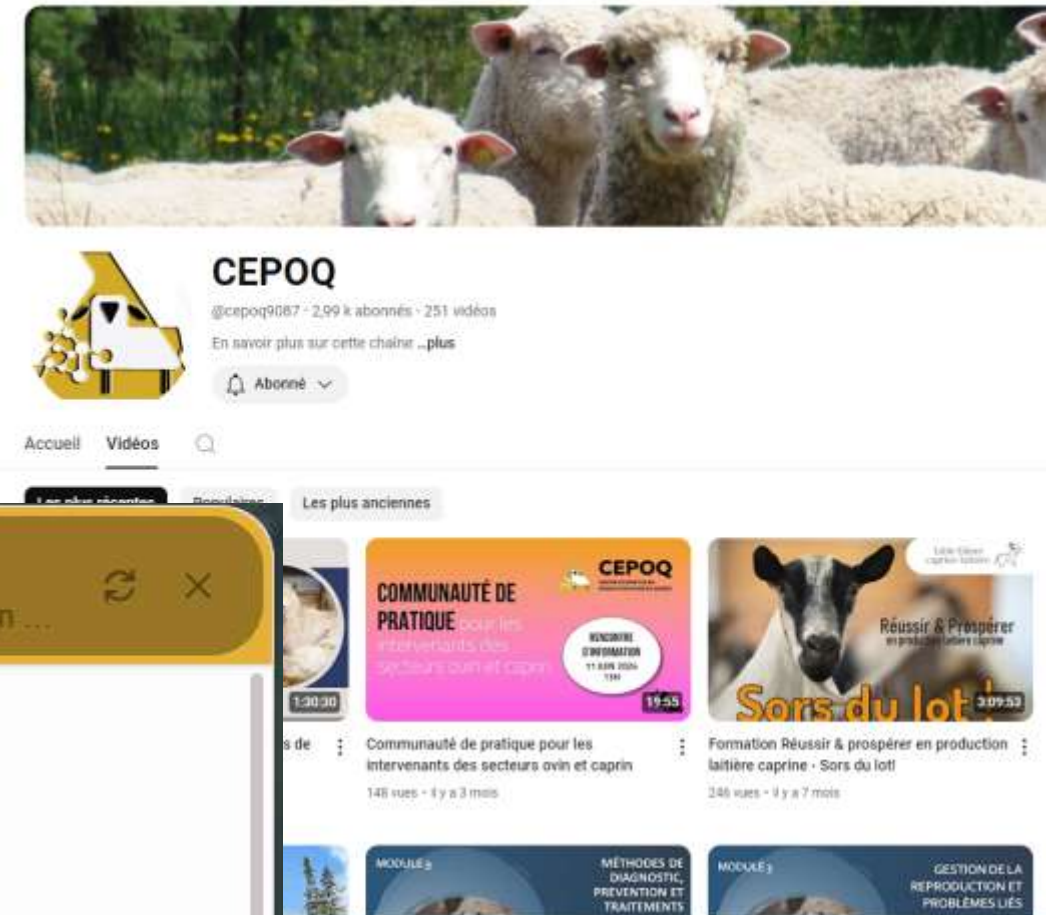 CEPOQ
@cepoq9087 · 2,99 k abonnés · 251 vidéos
En savoir plus sur cette chaîne ...plus
Abonné
Accueil
Vidéos
Les plus récentes
Populaires
Les plus anciennes
n ...
1:30:30
s de
COMMUNAUTÉ DE
PRATIQUE pour les
intervenants des
secteurs ovin et caprin
CEPOQ
RENCONTRE
D'INFORMATION
13H
19:55
Communauté de pratique pour les
intervenants des secteurs ovin et caprin
148 vues · il y a 3 mois
Réussir & Prospérer
en production laitière caprine
Sors du lot !
3:09:53
Formation Réussir & prospérer en production
laitière caprine - Sors du lot!
246 vues · il y a 7 mois
MODULE 3
MÉTHODES DE
DIAGNOSTIC,
PRÉVENTION ET
TRAITEMENTS
MODULE 3
GESTION DE LA
REPRODUCTION ET
PROBLÈMES LIÉS